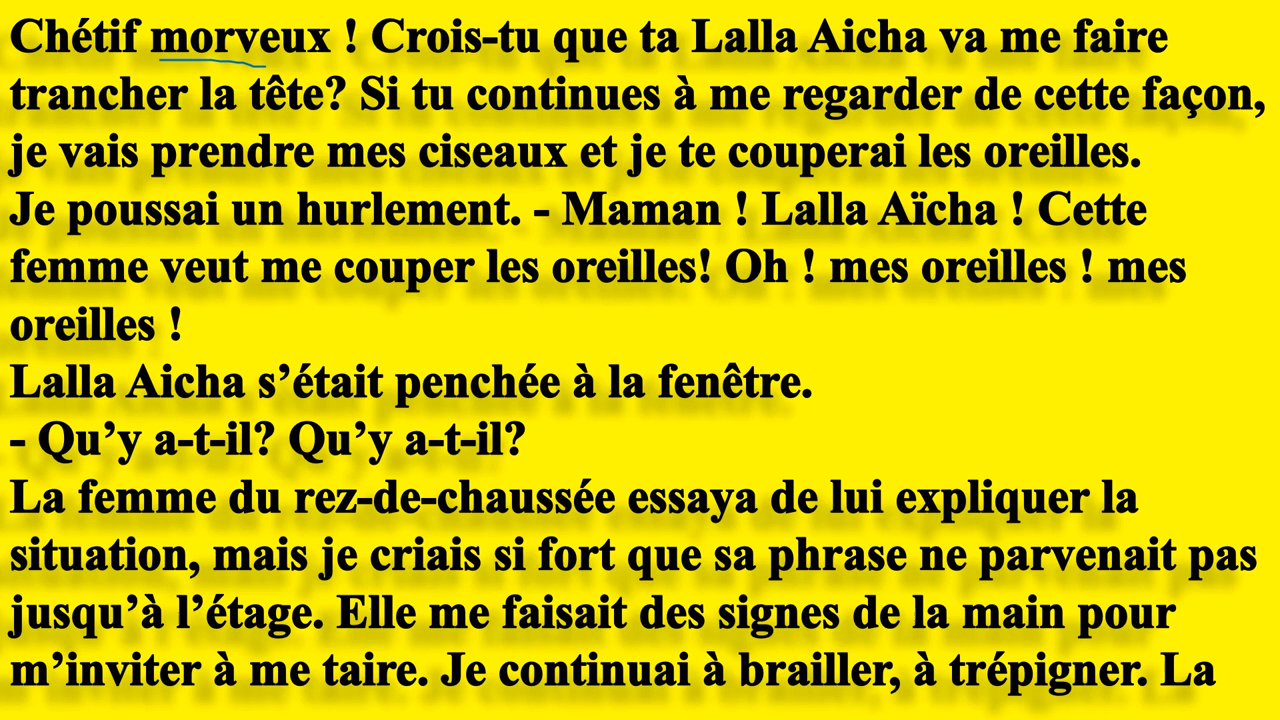 Chétif morveux ! Crois-tu que ta Lalla Aicha va me faire
trancher la tête? Si tu continues à me regarder de cette façon,
je vais prendre mes ciseaux et je te couperai les oreilles.
Je poussai un hurlement. - Maman ! Lalla Aïcha ! Cette
femme veut me couper les oreilles! Oh ! mes oreilles ! mes
oreilles !
Lalla Aicha s’était penchée à la fenêtre.
- Qu’y a-t-il? Qu’y a-t-il?
La femme du rez-de-chaussée essaya de lui expliquer la
situation, mais je criais si fort que sa phrase ne parvenait pas
jusqu’à l’étage. Elle me faisait des signes de la main pour
m’inviter à me taire. Je continuai à brailler, à trépigner. La